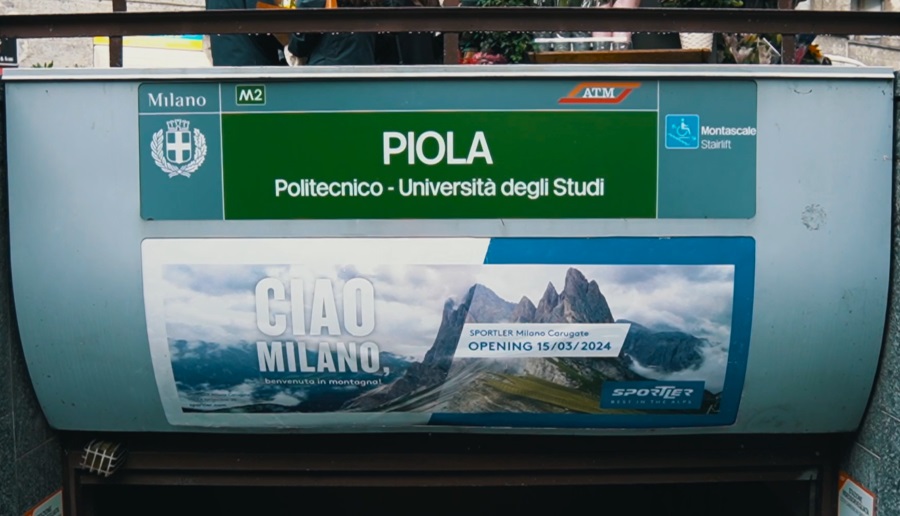 Milano
M2
ATM
PIOLA
Politecnico - Università degli Studi
Montascale
Stairlift
CIAO
MILANO,
benvenuta in montagna!
SPORTLER Milano Carugate
OPENING 15/03/2024
SPORTLER
BEST IN THE ALPS